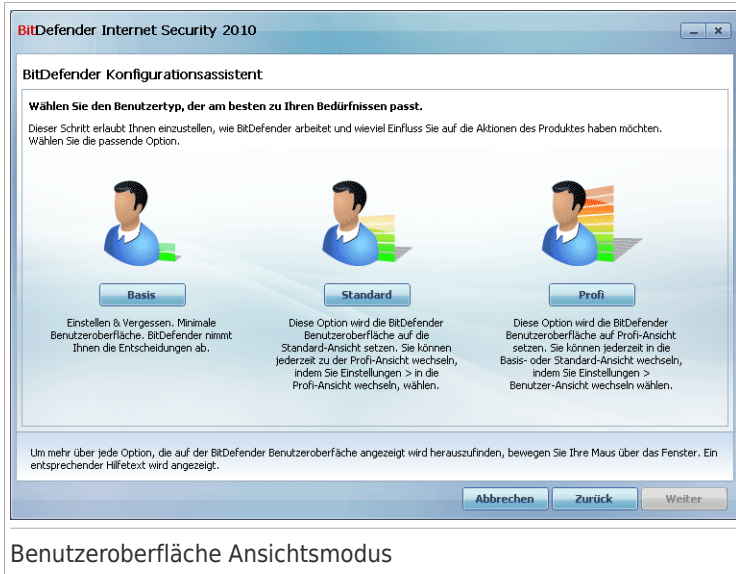 BitDefender Internet Security 2010
BitDefender Konfigurationsassistent
Wählen Sie den Benutzertyp, der am besten zu Ihren Bedürfnissen passt.
Dieser Schritt erlaubt Ihnen einzustellen, wie BitDefender arbeitet und wieviel Einfluss Sie auf die Aktionen des Produktes haben möchten.
Wählen Sie die passende Option.
Basis
Einstellen & Vergessen. Minimale
Benutzeroberfläche. BitDefender nimmt
Ihnen die Entscheidungen ab.
Standard
Diese Option wird die BitDefender
Benutzeroberfläche auf die
Standard-Ansicht setzen. Sie können
jederzeit zu der Profi-Ansicht wechseln,
indem Sie Einstellungen > in die
Profi-Ansicht wechseln, wählen.
Profi
Diese Option wird die BitDefender
Benutzeroberfläche auf Profi-Ansicht
setzen. Sie können jederzeit in die
Basis- oder Standard-Ansicht wechseln,
indem Sie Einstellungen >
Benutzer-Ansicht wechseln wählen.
Um mehr über jede Option, die auf der BitDefender Benutzeroberfäche angezeigt wird herauszufinden, bewegen Sie Ihre Maus über das Fenster. Ein
entsprechender Hilfetext wird angezeigt.
Abbrechen
Zurück
Weiter
Benutzeroberfläche Ansichtsmodus